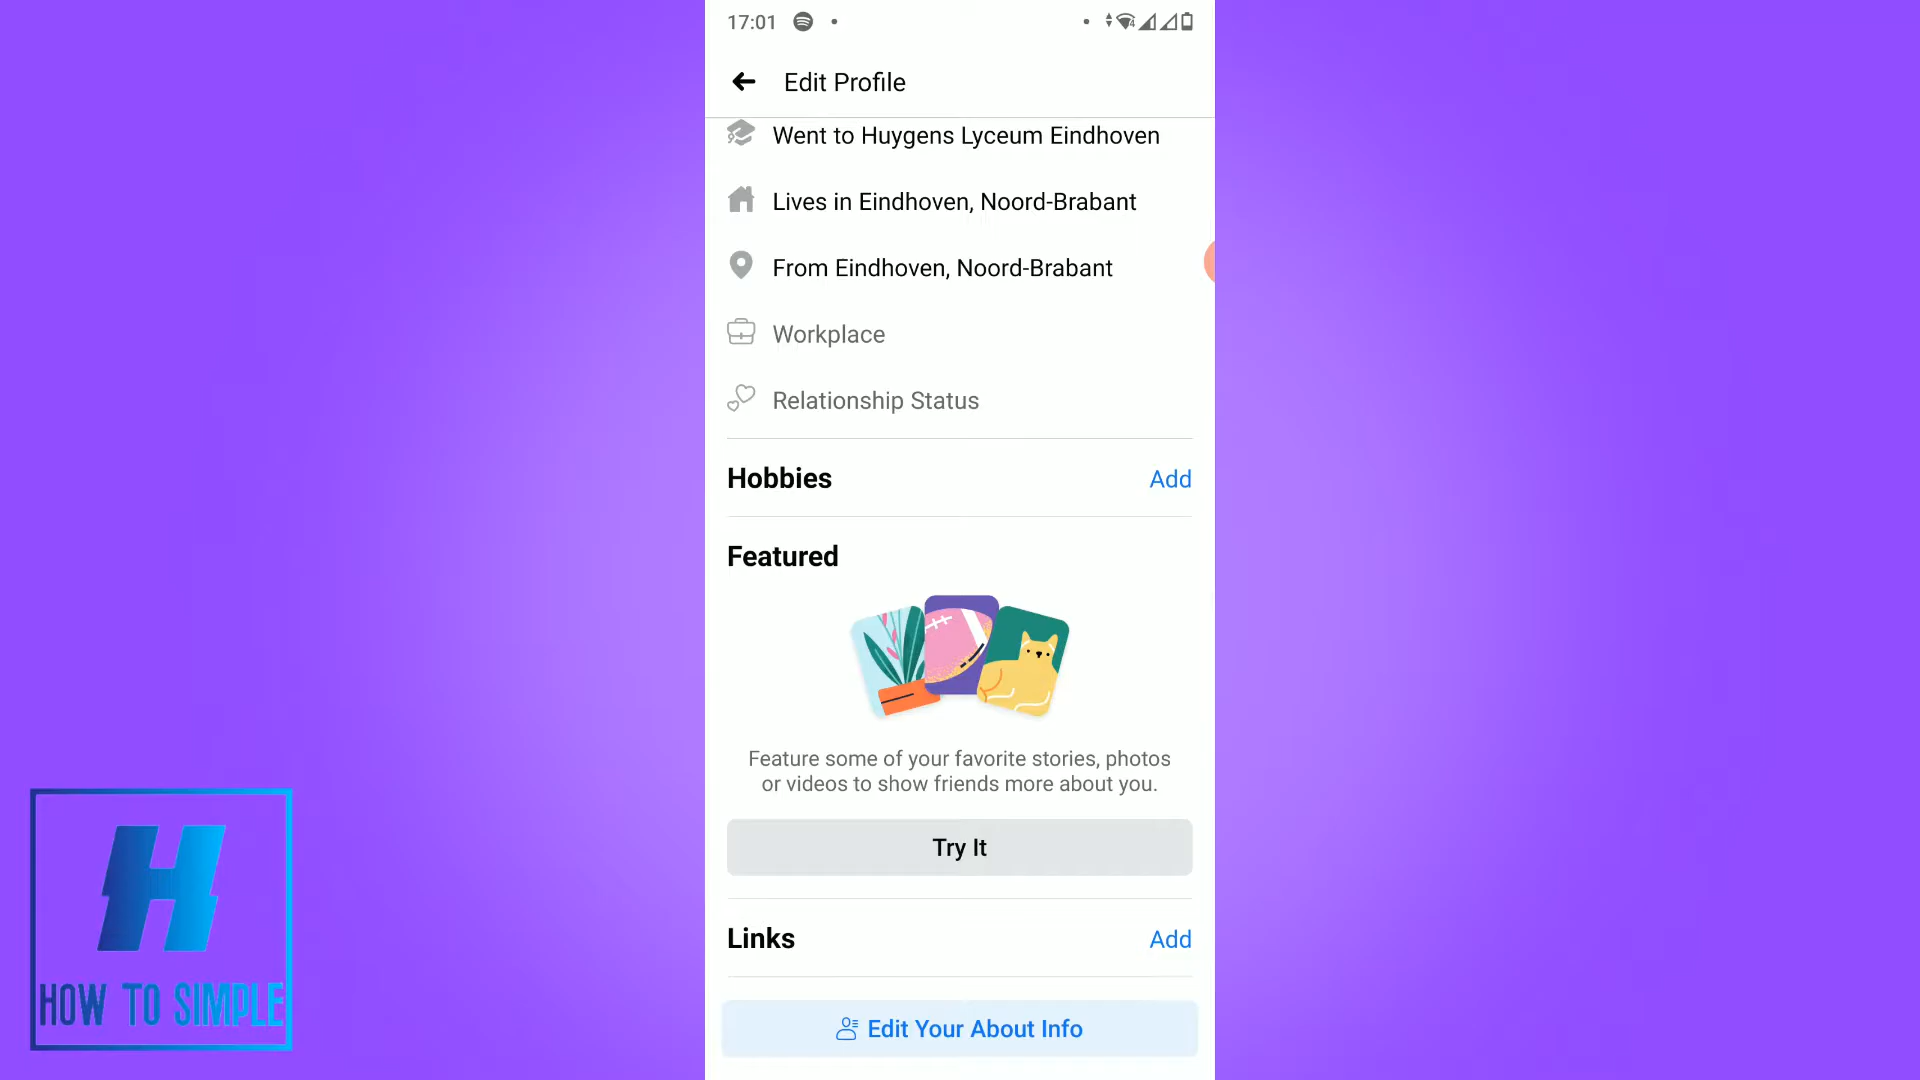 17:01
Edit Profile
Went to Huygens Lyceum Eindhoven
Lives in Eindhoven, Noord-Brabant
From Eindhoven, Noord-Brabant
Workplace
Relationship Status
Hobbies Add
Featured
Feature some of your favorite stories, photos
or videos to show friends more about you.
Try It
Links Add
Edit Your About Info
H
HOW TO SIMPLE